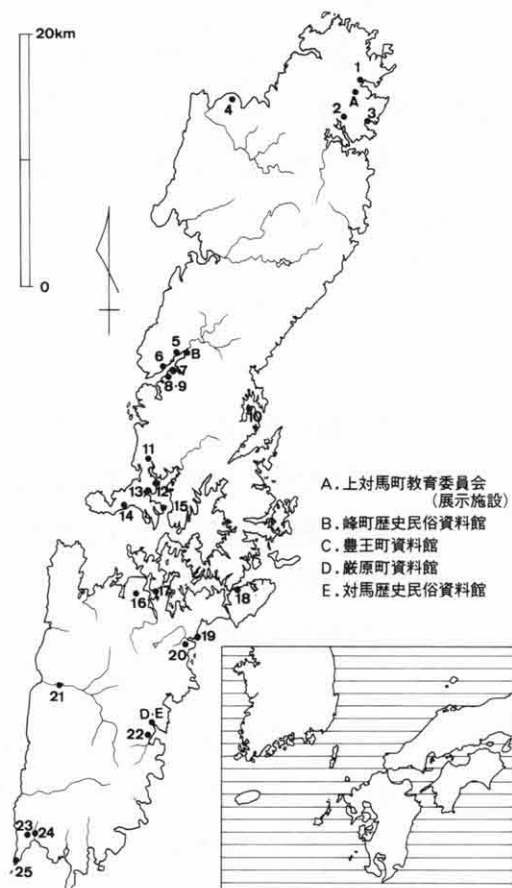 20km
0
1
A
2
3
4
5
B
6
7
8・9
10
11
13
12
15
14
16
17
18
19
20
21
D・E
22
23
24
25
A.上対馬町教育委員会
(展示施設)
B.峰町歴史民俗資料館
C.豊玉町資料館
D.厳原町資料館
E.対馬歴史民俗資料館